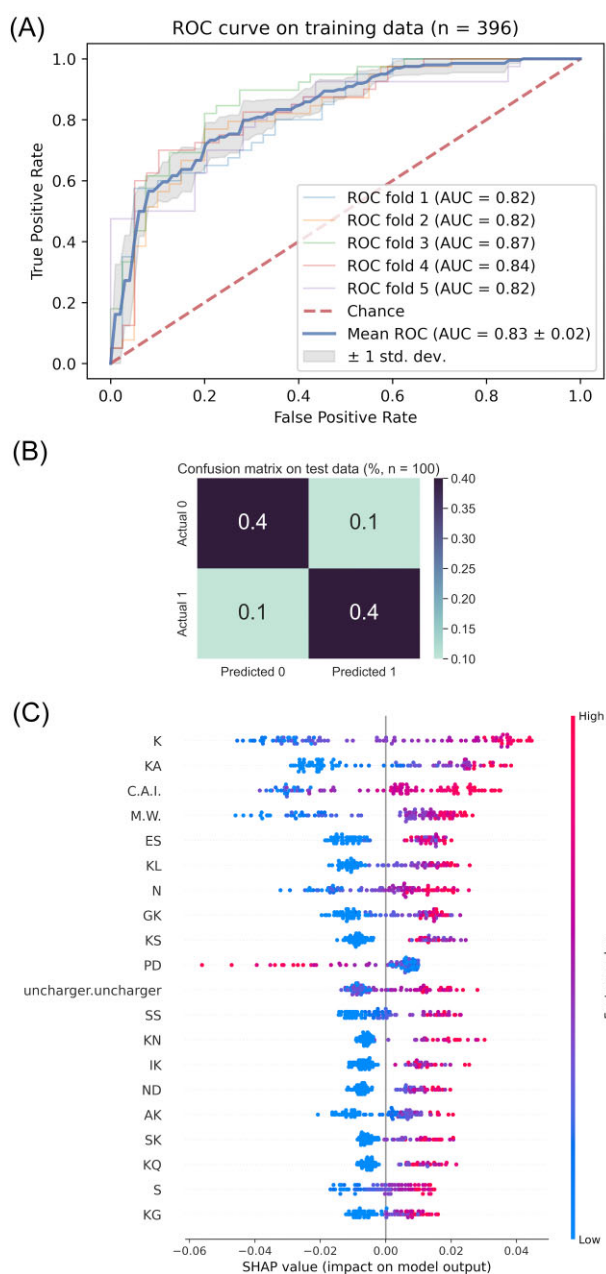 (A)
ROC curve on training data (n = 396)
True Positive Rate
1.0
0.8
0.6
0.4
0.2
0.0
ROC fold 1 (AUC = 0.82)
ROC fold 2 (AUC = 0.82)
ROC fold 3 (AUC = 0.87)
ROC fold 4 (AUC = 0.84)
ROC fold 5 (AUC = 0.82)
Chance
Mean ROC (AUC = 0.83 ± 0.02)
± 1 std. dev.
0.0 0.2 0.4 0.6 0.8 1.0
False Positive Rate
(B)
Confusion matrix on test data (%, n = 100)
Actual 0
Actual 1
0.4 0.1
0.1 0.4
Predicted 0 Predicted 1
0.40
0.35
0.30
0.25
0.20
0.15
0.10
(C)
High
K
KA
C.A.I.
M.W.
ES
KL
N
GK
KS
PD
uncharger.uncharger
SS
KN
IK
ND
AK
SK
KQ
S
KG
Low
−0.06 −0.04 −0.02 0.00 0.02 0.04
SHAP value (impact on model output)